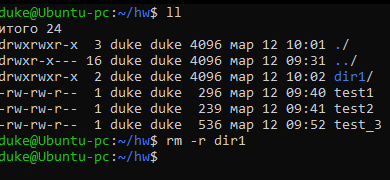 duke@Ubuntu-pc:~/hw$ ll
итого 24
drwxrwxr-x  3 duke duke 4096 мар 12 10:01 ./
drwxr-x--- 16 duke duke 4096 мар 12 09:31 ../
drwxrwxr-x  2 duke duke 4096 мар 12 10:02 dir1/
-rw-rw-r--  1 duke duke  296 мар 12 09:40 test1
-rw-rw-r--  1 duke duke  239 мар 12 09:41 test2
-rw-rw-r--  1 duke duke  536 мар 12 09:52 test_3
duke@Ubuntu-pc:~/hw$ rm -r dir1
duke@Ubuntu-pc:~/hw$